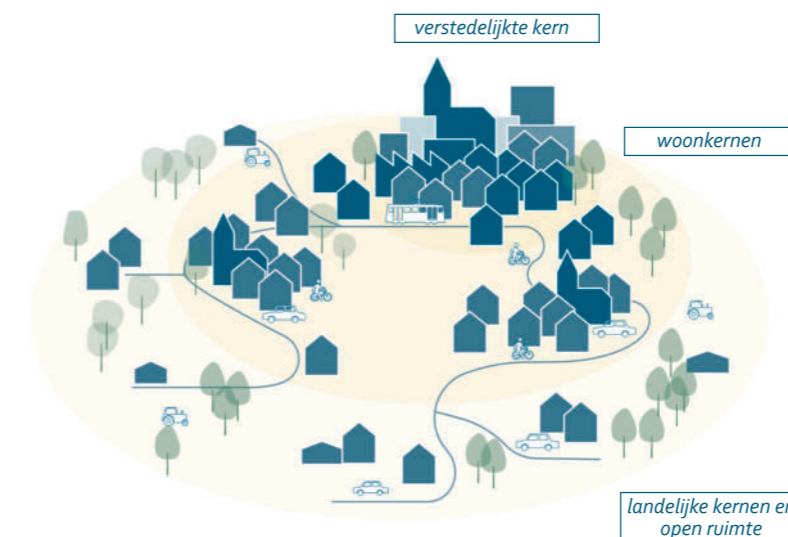 verstedelijkte kern
woonkernen
landelijke kernen en
open ruimte